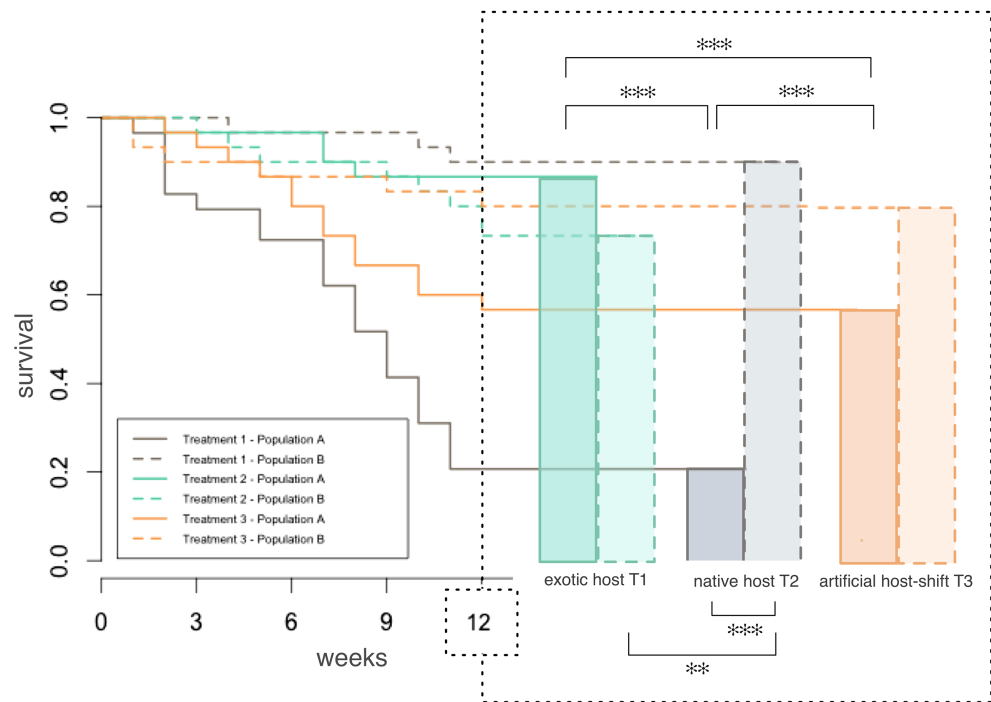 ***
*** ***
1.0
0.8
0.6
0.4
0.2
0.0
survival
Treatment 1 - Population A
Treatment 1 - Population B
Treatment 2 - Population A
Treatment 2 - Population B
Treatment 3 - Population A
Treatment 3 - Population B
0 3 6 9 12
weeks
exotic host T1 native host T2 artificial host-shift T3
***
**